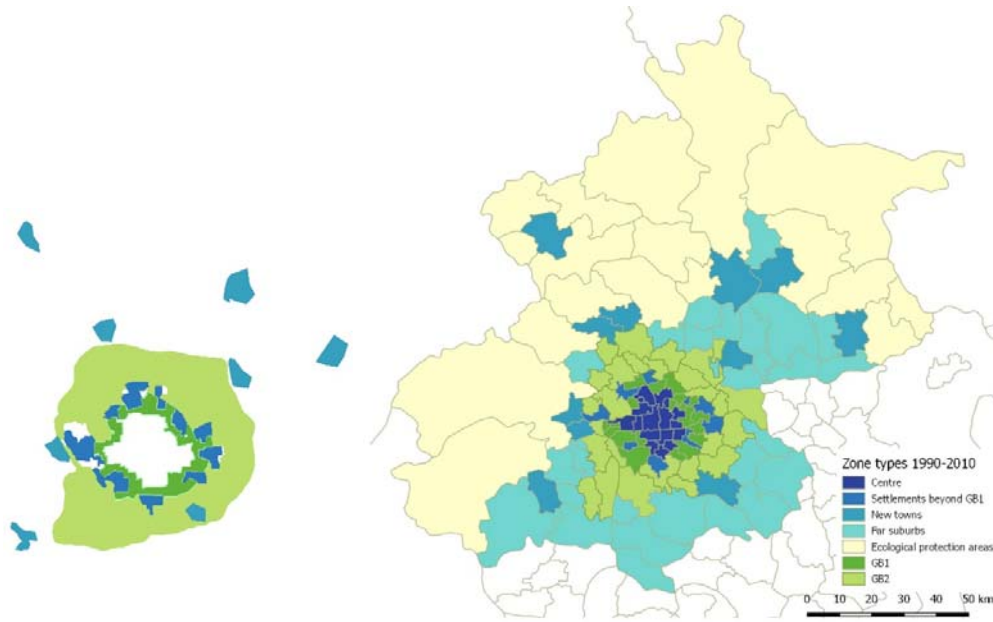 Zone types 1990-2010
Centre
Settlements beyond GB1
New towns
Far suburbs
Ecological protection areas
GB1
GB2
0 10 20 30 40 50 km